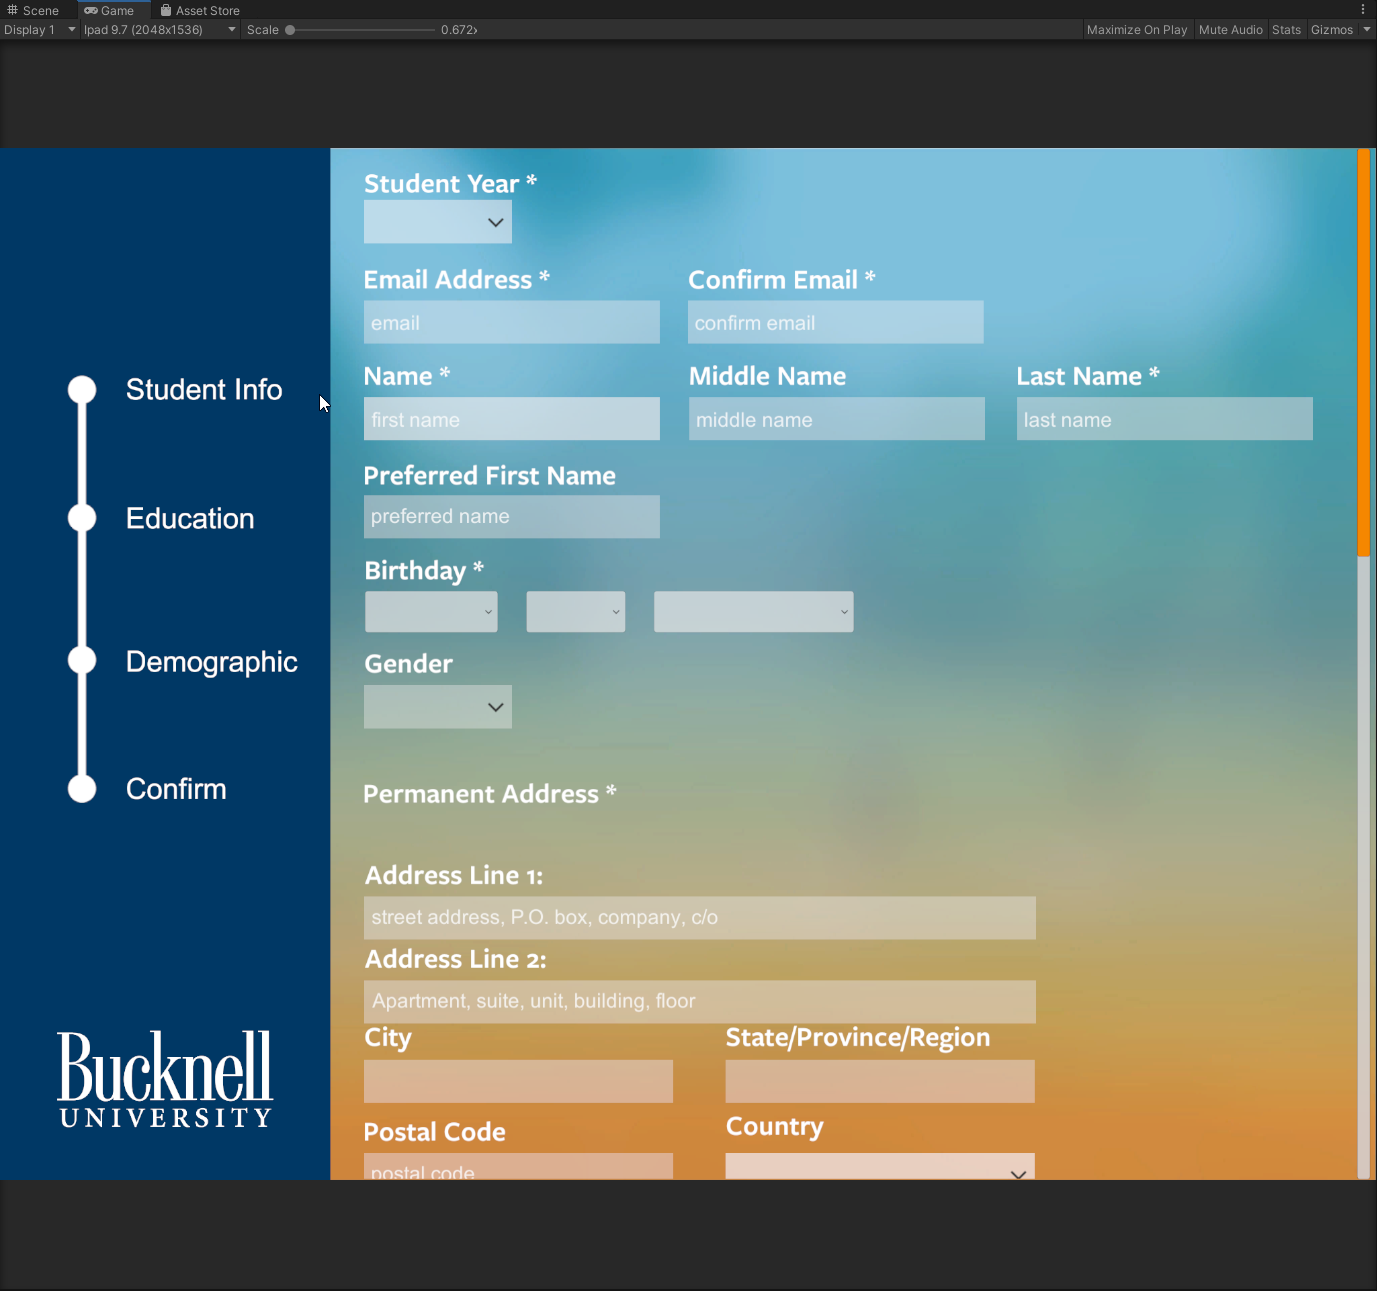 Scene Game Asset Store
Display 1 Ipad 9.7 (2048x1536) Scale 0.672x Maximize On Play Mute Audio Stats Gizmos
Student Info
Education
Demographic
Confirm
Bucknell
UNIVERSITY
Student Year *
Email Address * Confirm Email *
email confirm email
Name * Middle Name Last Name *
first name middle name last name
Preferred First Name
preferred name
Birthday *
Gender
Permanent Address *
Address Line 1:
street address, P.O. box, company, c/o
Address Line 2:
Apartment, suite, unit, building, floor
City State/Province/Region
Postal Code Country
postal code